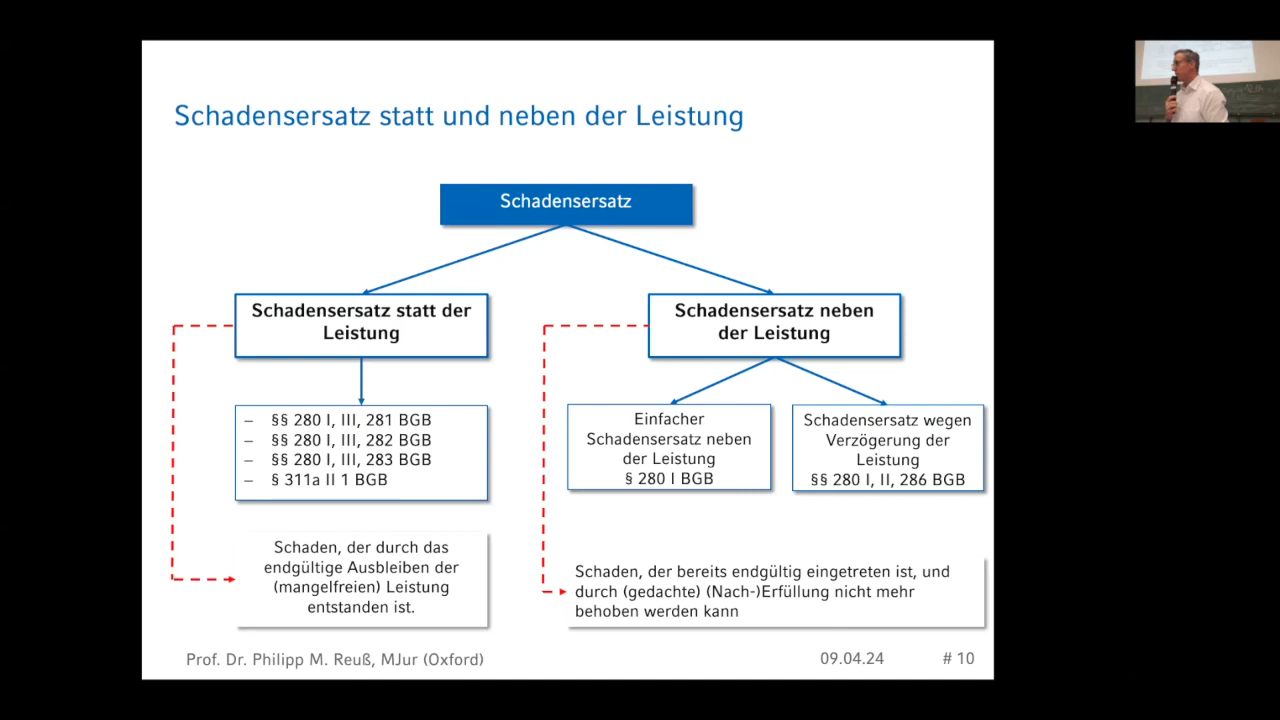 Schadensersatz statt und neben der Leistung
Schadensersatz
Schadensersatz statt der
Leistung
Schadensersatz neben
der Leistung
– §§ 280 I, III, 281 BGB
– §§ 280 I, III, 282 BGB
– §§ 280 I, III, 283 BGB
– § 311a II 1 BGB
Einfacher
Schadensersatz neben
der Leistung
§ 280 I BGB
Schadensersatz wegen
Verzögerung der
Leistung
§§ 280 I, II, 286 BGB
Schaden, der durch das
endgültige Ausbleiben der
(mangelfreien) Leistung
entstanden ist.
Schaden, der bereits endgültig eingetreten ist, und
durch (gedachte) (Nach-)Erfüllung nicht mehr
behoben werden kann
Prof. Dr. Philipp M. Reuß, MJur (Oxford)
09.04.24
# 10